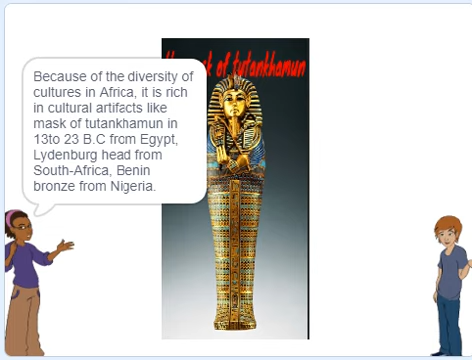 mask of tutankhamun
Because of the diversity of
cultures in Africa, it is rich
in cultural artifacts like
mask of tutankhamun in
13to 23 B.C from Egypt,
Lydenburg head from
South-Africa, Benin
bronze from Nigeria.